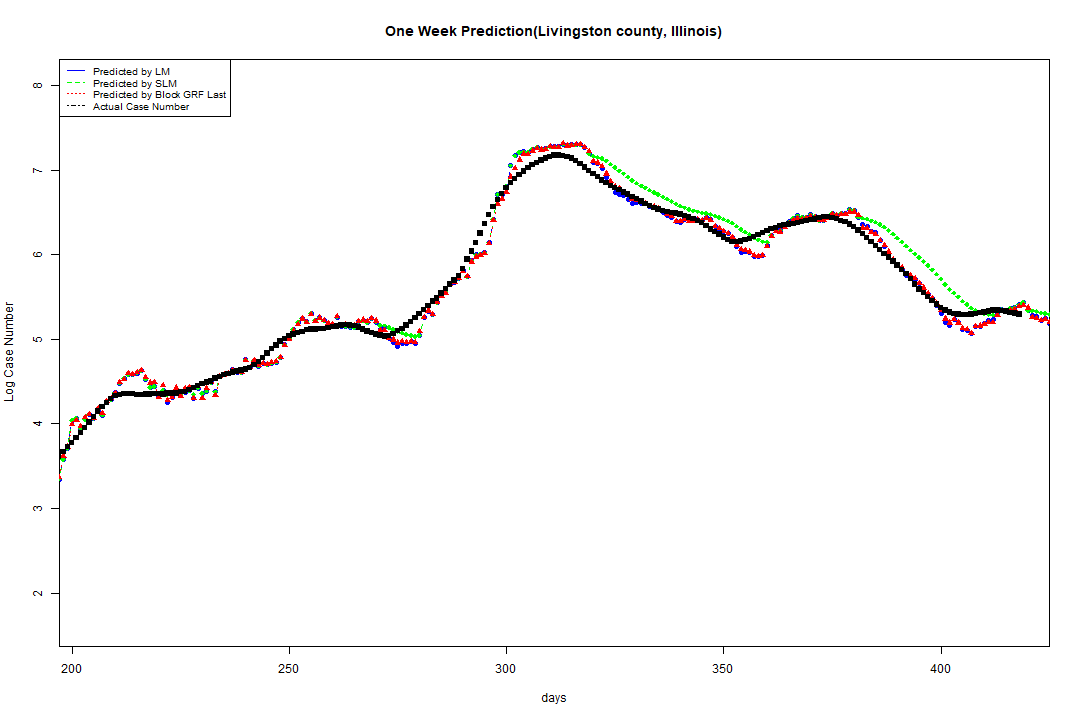 One Week Prediction(Livingston county, Illinois)
Predicted by LM
Predicted by SLM
Predicted by Block GRF Last
Actual Case Number
8
7
6
5
4
3
2
Log Case Number
200 250 300 350 400
days